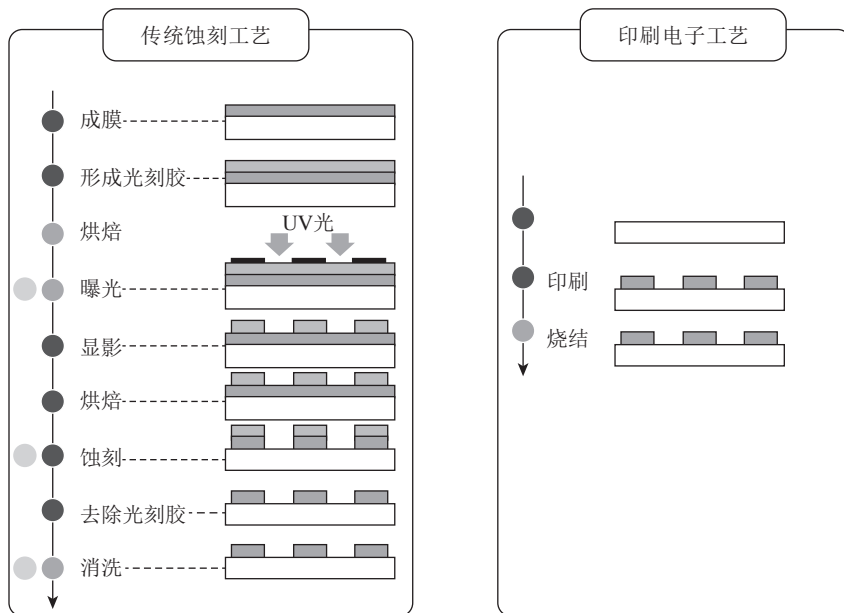 传统蚀刻工艺
成膜
形成光刻胶
烘焙
UV光
曝光
显影
烘焙
蚀刻
去除光刻胶
消洗
印刷电子工艺
印刷
烧结